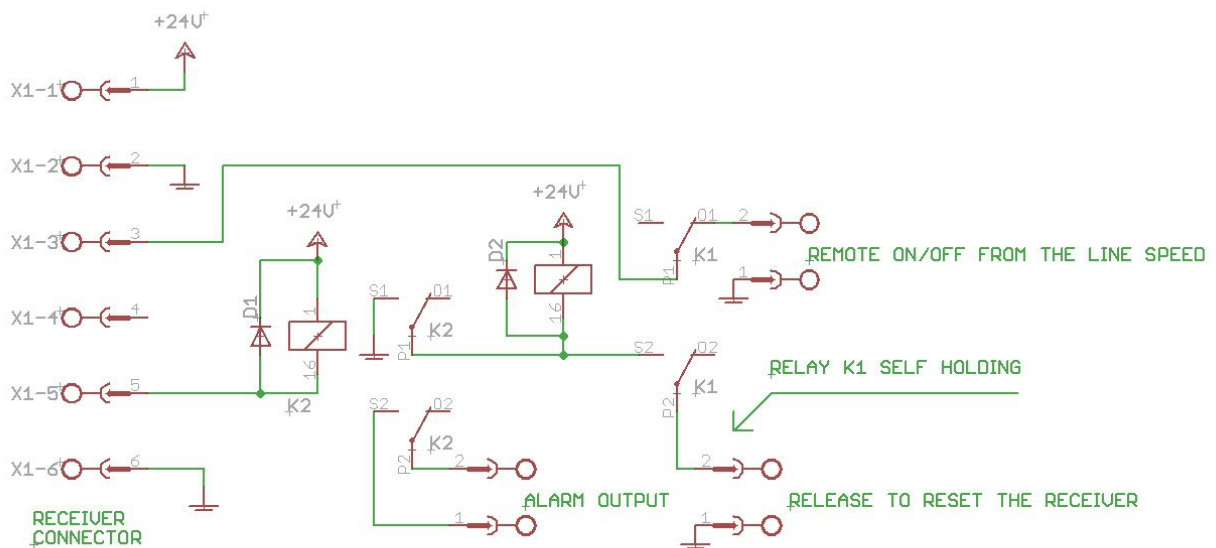 +24V
X1-1 1
X1-2 2
X1-3 3
X1-4 4
X1-5 5
X1-6 6
RECEIVER
CONNECTOR
+24V
D1
1
16
K2
+24V
D2
1
16
S1 O1
P1 K2
S2 O2
P2 K2
2
1
ALARM OUTPUT
S1 O1 2
P1 K1
1
REMOTE ON/OFF FROM THE LINE SPEED
S2 O2
P2 K1
RELAY K1 SELF HOLDING
2
1
RELEASE TO RESET THE RECEIVER